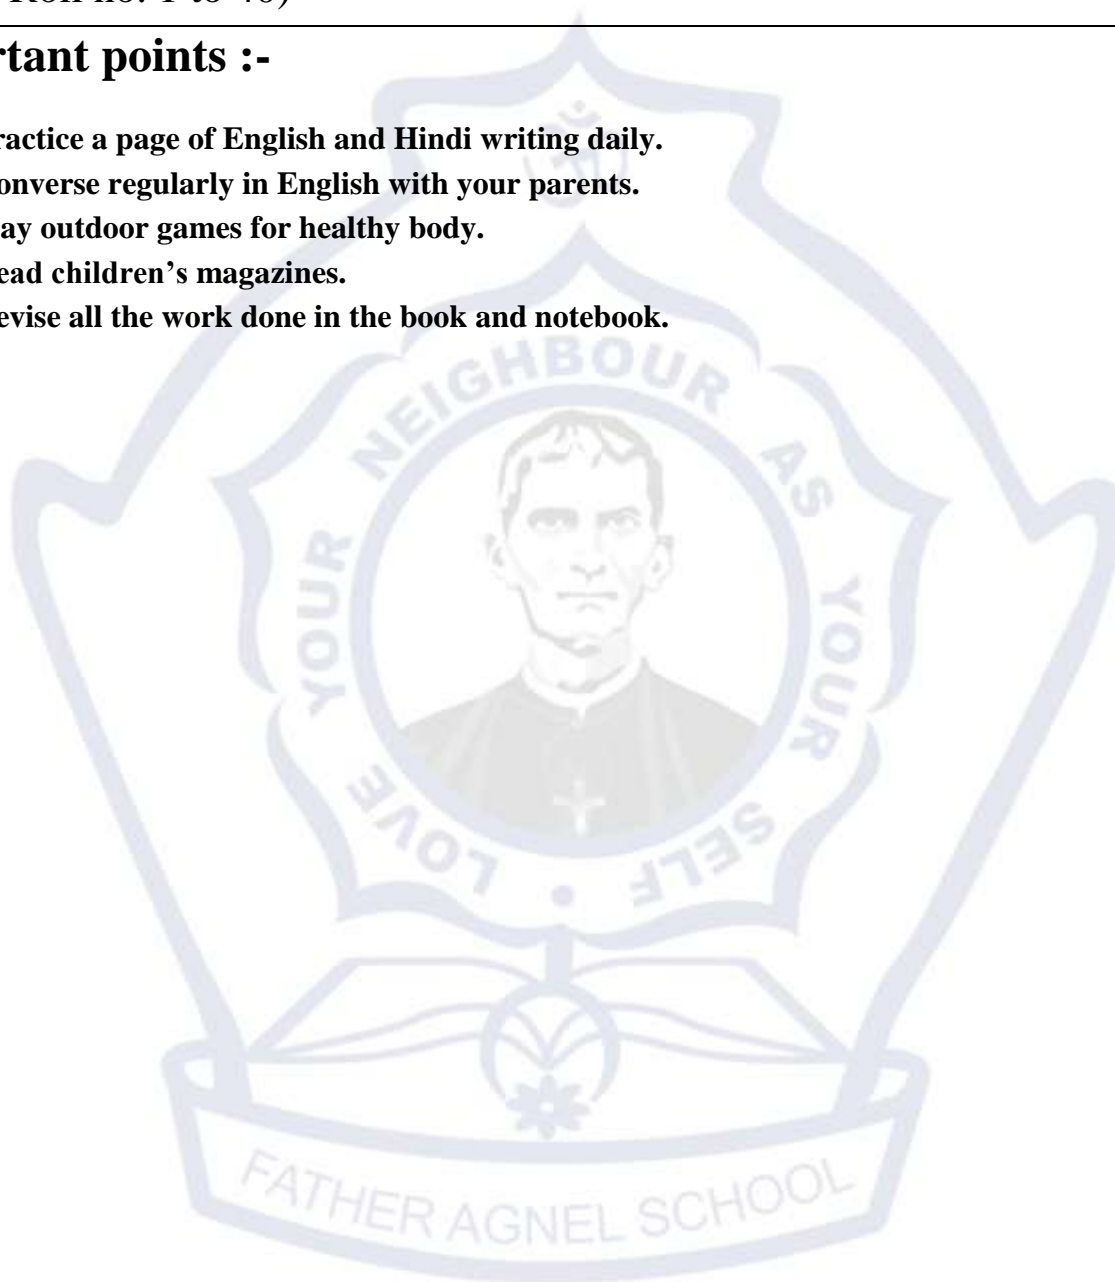 Roll no. 1 to 40)
rtant points :-
ractice a page of English and Hindi writing daily.
onverse regularly in English with your parents.
lay outdoor games for healthy body.
ead children's magazines.
evise all the work done in the book and notebook.
ॐ
LOVE YOUR NEIGHBOUR AS YOUR SELF
FATHER AGNEL SCHOOL